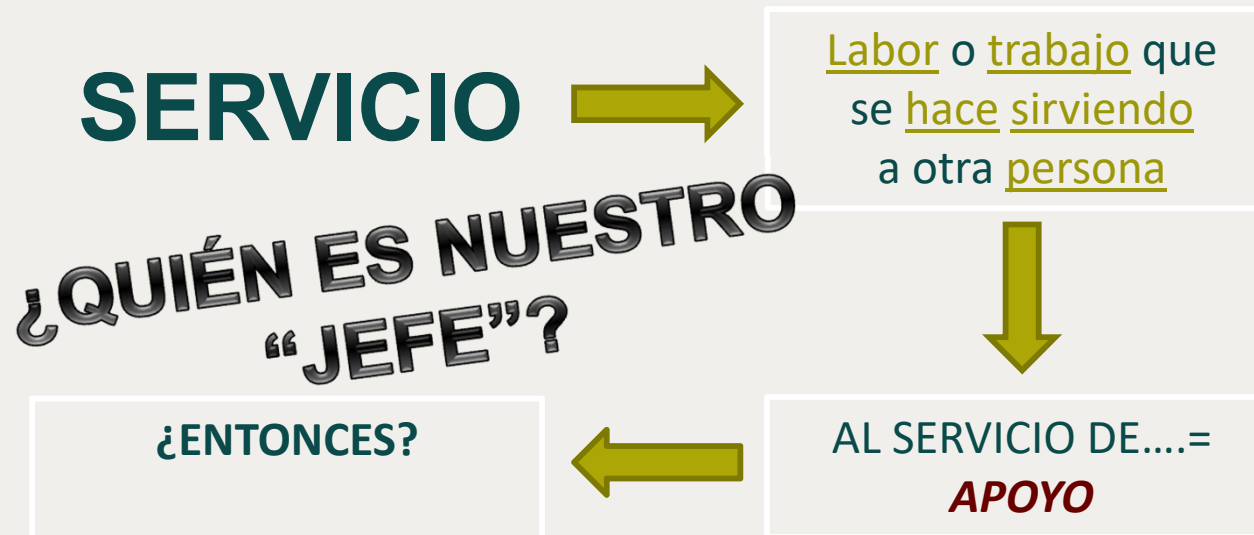 SERVICIO
Labor o trabajo que
se hace sirviendo
a otra persona
¿QUIÉN ES NUESTRO
“JEFE”?
AL SERVICIO DE....=
APOYO
¿ENTONCES?